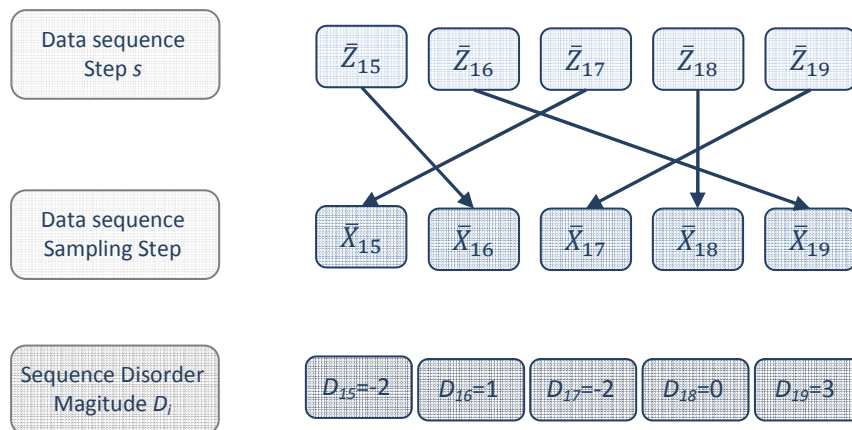 Data sequence
Step s
Z̄15 Z̄16 Z̄17 Z̄18 Z̄19
Data sequence
Sampling Step
X̄15 X̄16 X̄17 X̄18 X̄19
Sequence Disorder
Magitude Di
D15=-2 D16=1 D17=-2 D18=0 D19=3